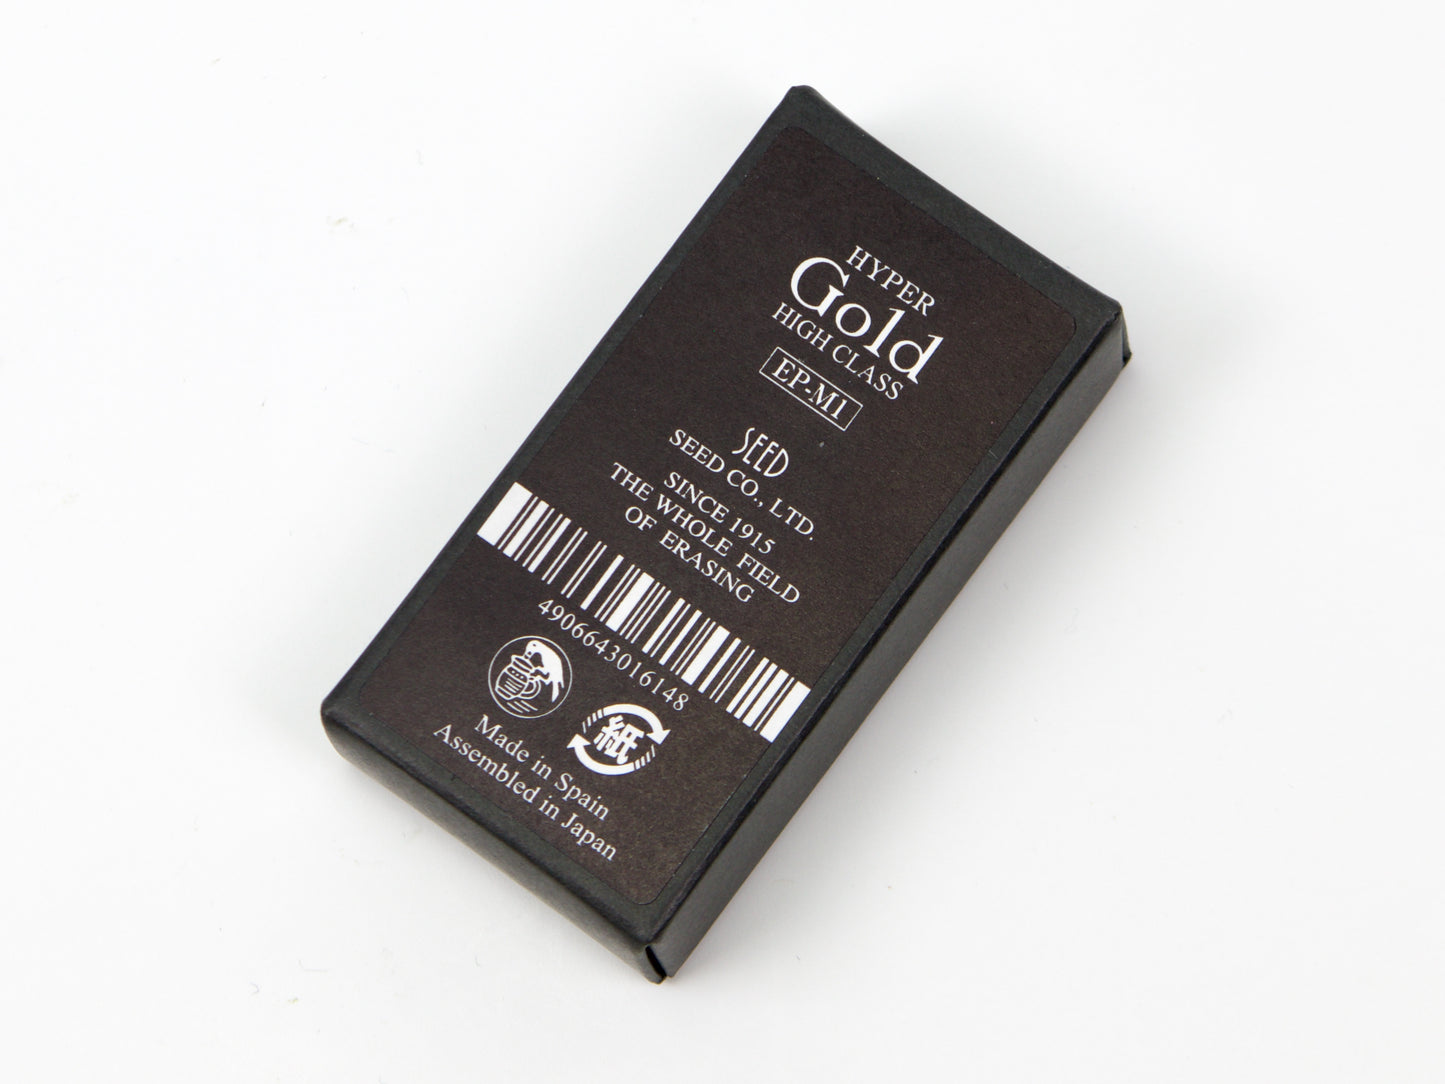 HYPER
Gold
HIGH CLASS
EP-M1
SEED
SEED CO., LTD.
SINCE 1915
THE WHOLE FIELD
OF ERASING
4906643016148
紙
Made in Spain
Assembled in Japan